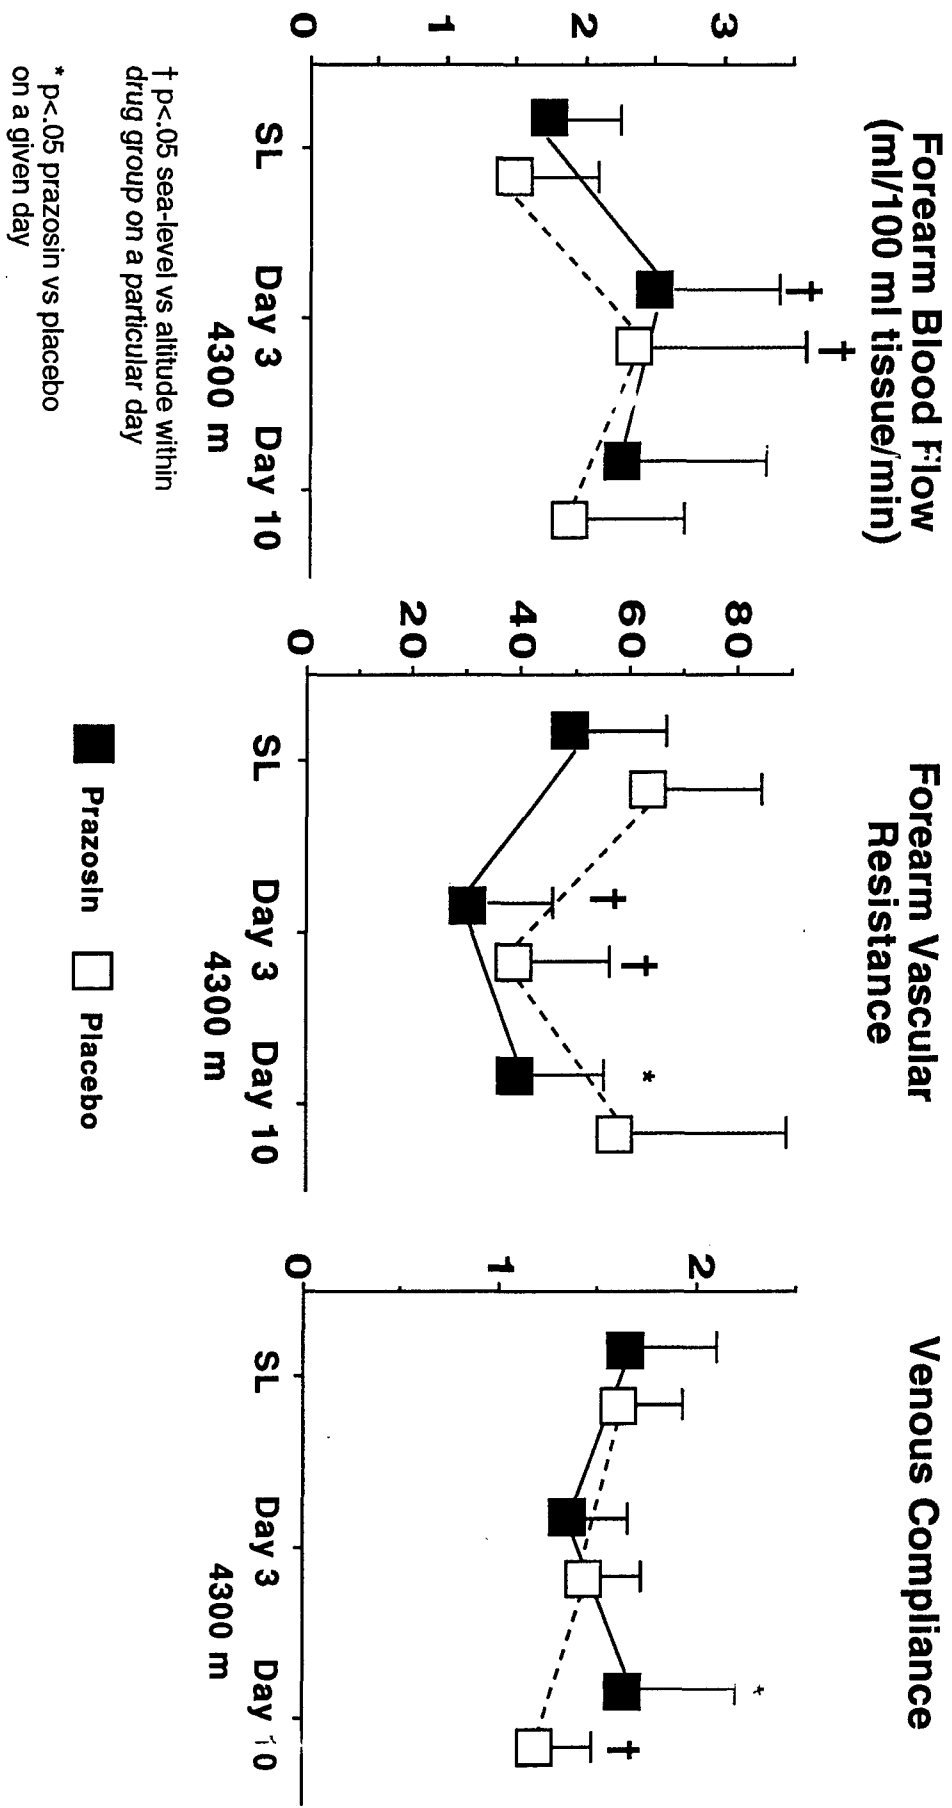 Forearm Blood Flow
(ml/100 ml tissue/min)
3
2
1
0
†
†
SL
Day 3
Day 10
4300 m
† p<.05 sea-level vs altitude within
drug group on a particular day
* p<.05 prazosin vs placebo
on a given day
Forearm Vascular
Resistance
80
60
40
20
0
†
†
*
SL
Day 3
Day 10
4300 m
Prazosin
Placebo
Venous Compliance
2
1
0
*
†
SL
Day 3
Day 10
4300 m